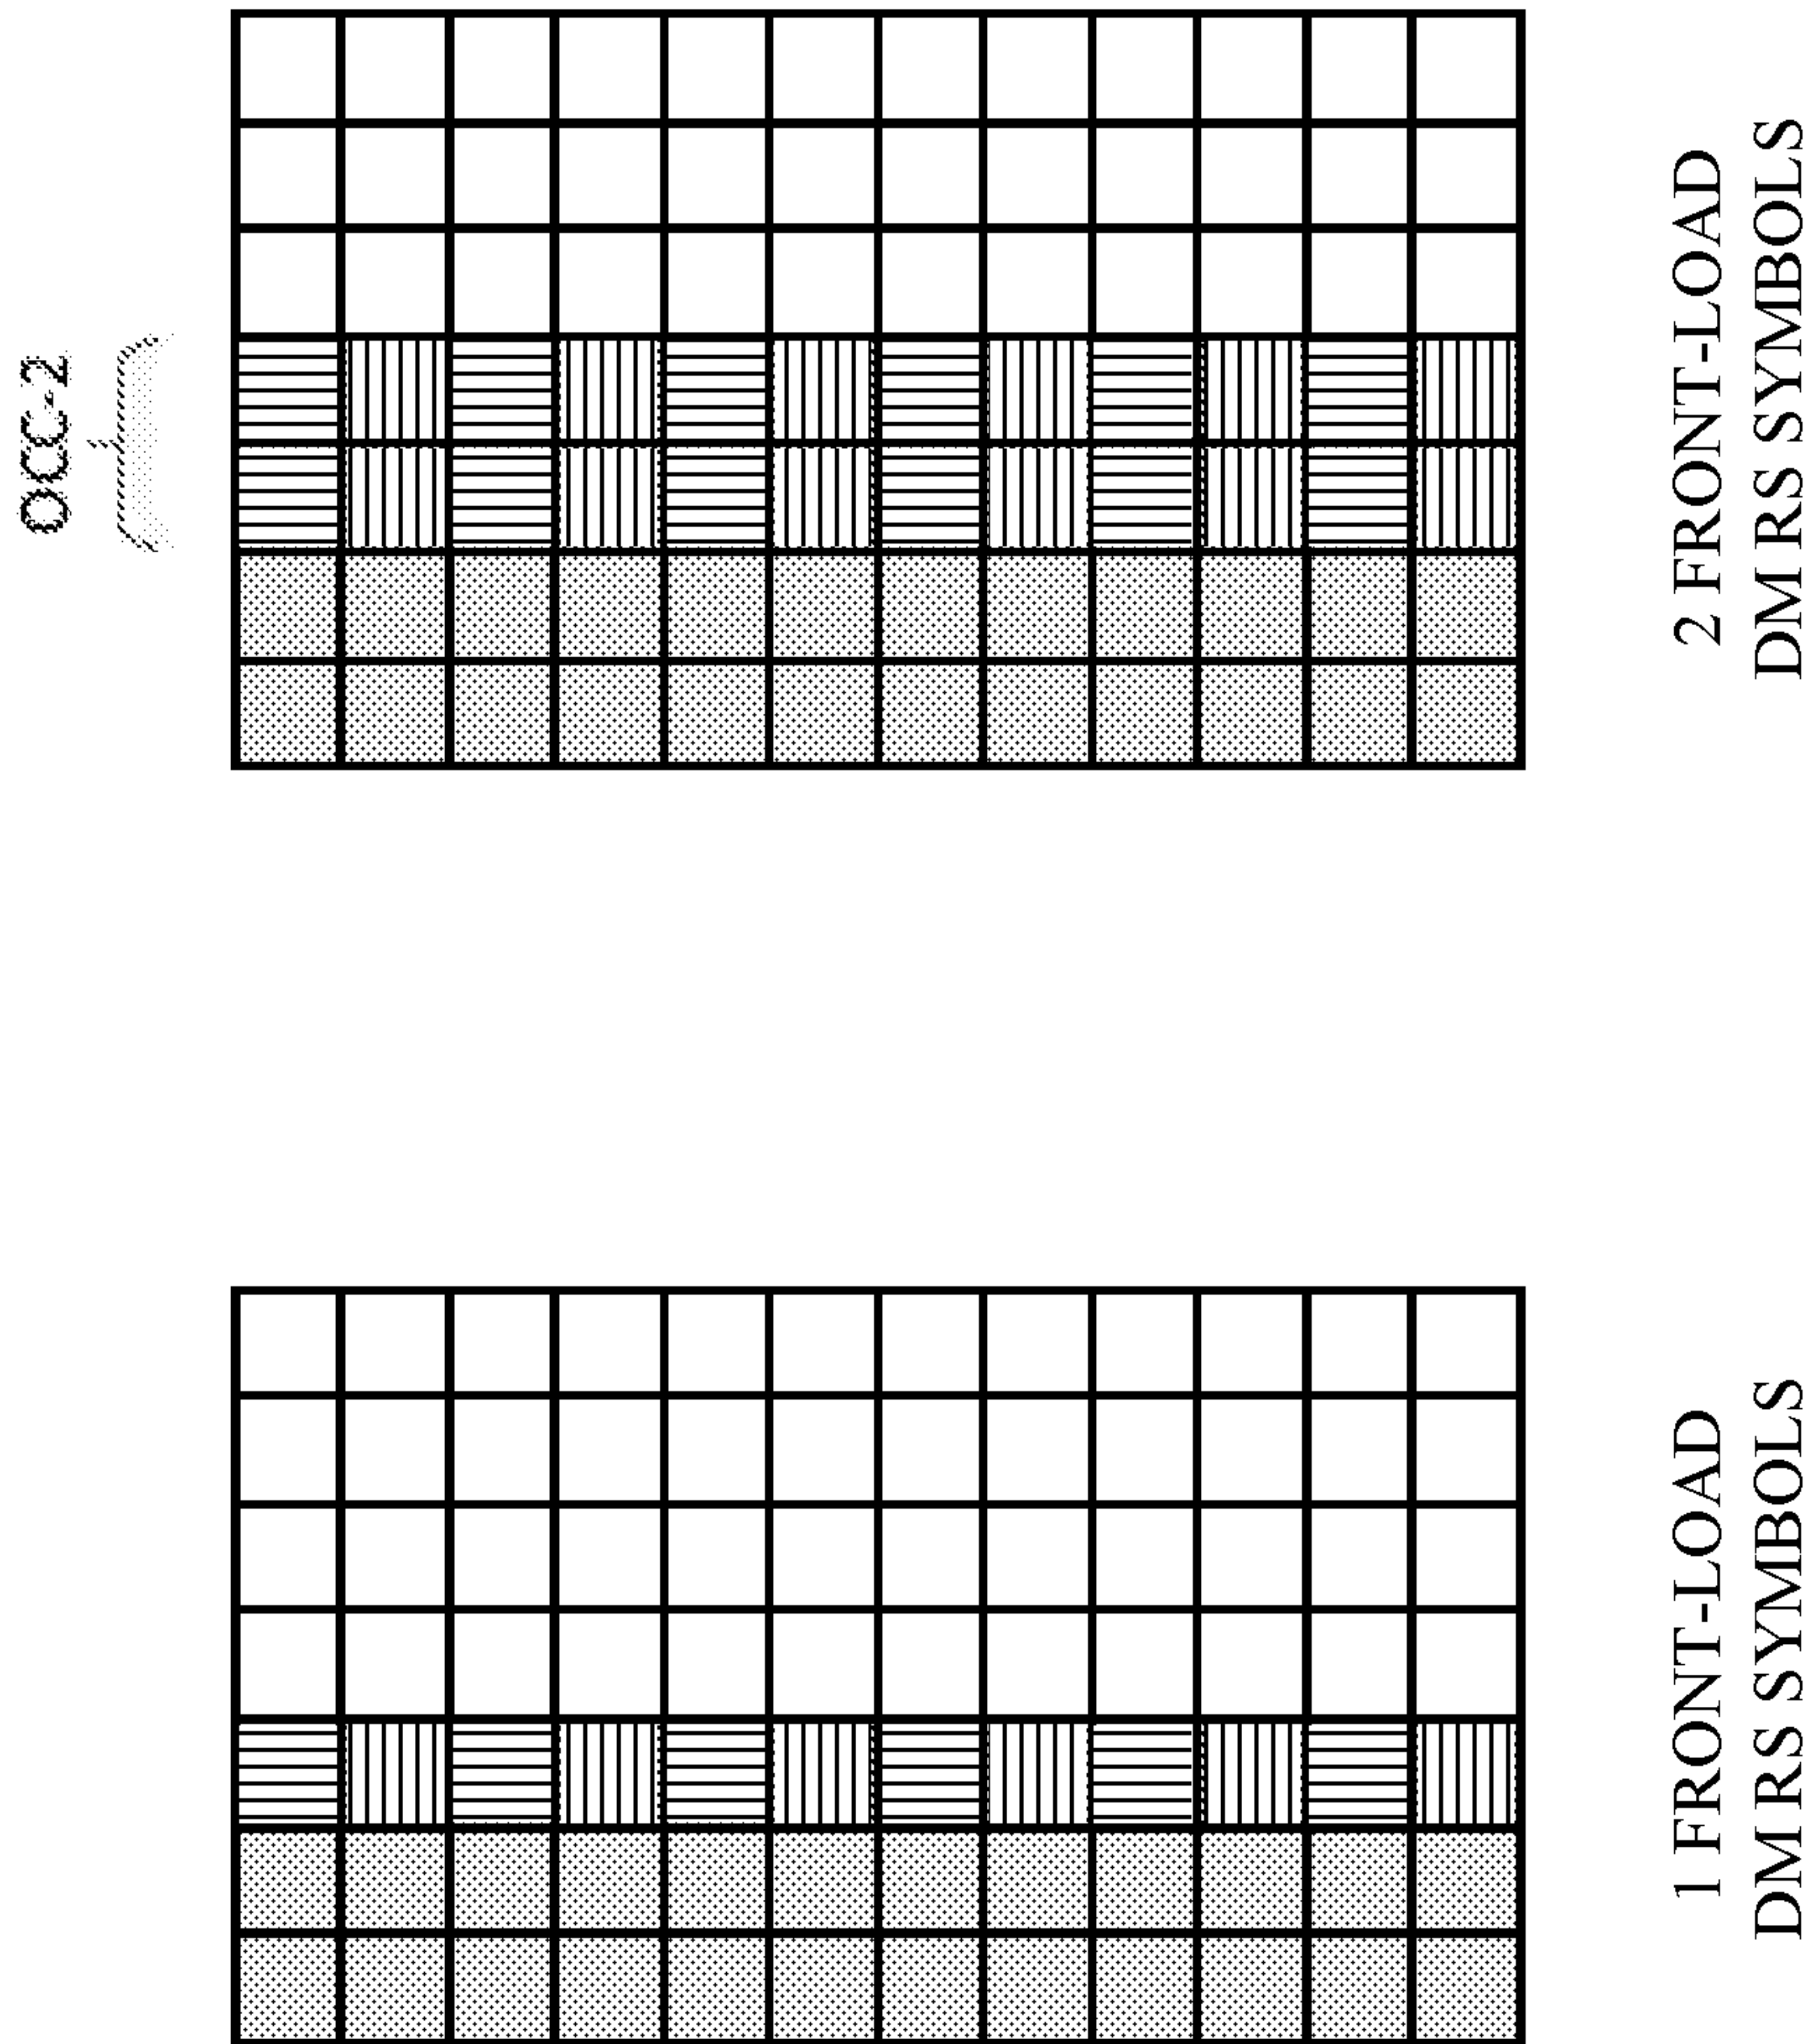 OCC-2
1 FRONT-LOAD
DM RS SYMBOLS
2 FRONT-LOAD
DM RS SYMBOLS